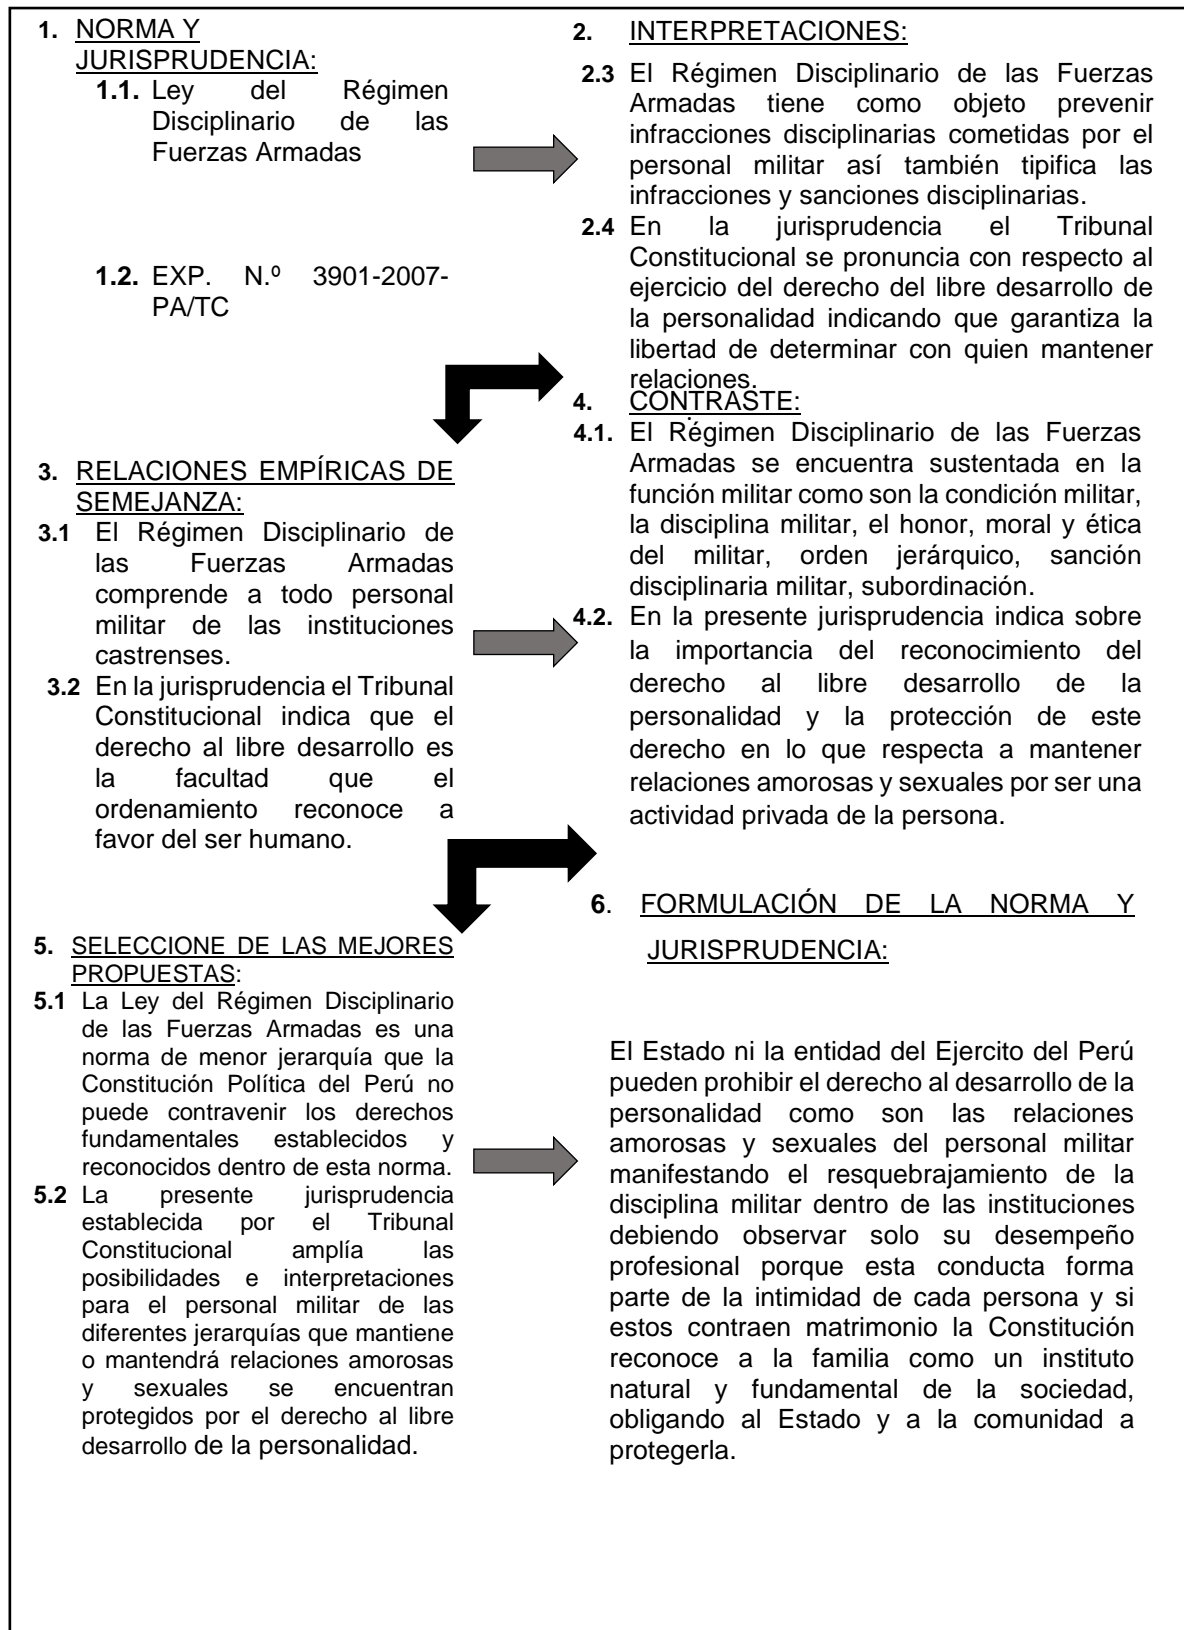 1. NORMA Y
JURISPRUDENCIA:
1.1. Ley del Régimen
Disciplinario de las
Fuerzas Armadas
1.2. EXP. N.º 3901-2007-
PA/TC
2. INTERPRETACIONES:
2.3 El Régimen Disciplinario de las Fuerzas
Armadas tiene como objeto prevenir
infracciones disciplinarias cometidas por el
personal militar así también tipifica las
infracciones y sanciones disciplinarias.
2.4 En la jurisprudencia el Tribunal
Constitucional se pronuncia con respecto al
ejercicio del derecho del libre desarrollo de
la personalidad indicando que garantiza la
libertad de determinar con quien mantener
relaciones.
3. RELACIONES EMPÍRICAS DE
SEMEJANZA:
3.1 El Régimen Disciplinario de
las Fuerzas Armadas
comprende a todo personal
militar de las instituciones
castrenses.
3.2 En la jurisprudencia el Tribunal
Constitucional indica que el
derecho al libre desarrollo es
la facultad que el
ordenamiento reconoce a
favor del ser humano.
4. CONTRASTE:
4.1. El Régimen Disciplinario de las Fuerzas
Armadas se encuentra sustentada en la
función militar como son la condición militar,
la disciplina militar, el honor, moral y ética
del militar, orden jerárquico, sanción
disciplinaria militar, subordinación.
4.2. En la presente jurisprudencia indica sobre
la importancia del reconocimiento del
derecho al libre desarrollo de la
personalidad y la protección de este
derecho en lo que respecta a mantener
relaciones amorosas y sexuales por ser una
actividad privada de la persona.
5. SELECCIONE DE LAS MEJORES
PROPUESTAS:
5.1 La Ley del Régimen Disciplinario
de las Fuerzas Armadas es una
norma de menor jerarquía que la
Constitución Política del Perú no
puede contravenir los derechos
fundamentales establecidos y
reconocidos dentro de esta norma.
5.2 La presente jurisprudencia
establecida por el Tribunal
Constitucional amplía las
posibilidades e interpretaciones
para el personal militar de las
diferentes jerarquías que mantiene
o mantendrá relaciones amorosas
y sexuales se encuentran
protegidos por el derecho al libre
desarrollo de la personalidad.
6. FORMULACIÓN DE LA NORMA Y
JURISPRUDENCIA:
El Estado ni la entidad del Ejercito del Perú
pueden prohibir el derecho al desarrollo de la
personalidad como son las relaciones
amorosas y sexuales del personal militar
manifestando el resquebrajamiento de la
disciplina militar dentro de las instituciones
debiendo observar solo su desempeño
profesional porque esta conducta forma
parte de la intimidad de cada persona y si
estos contraen matrimonio la Constitución
reconoce a la familia como un instituto
natural y fundamental de la sociedad,
obligando al Estado y a la comunidad a
protegerla.